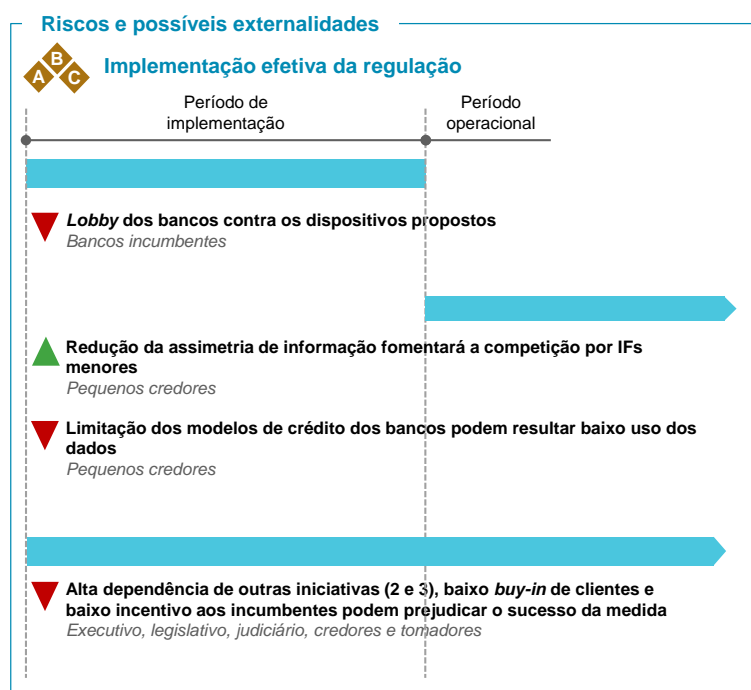 Riscos e possíveis externalidades
A B C
Implementação efetiva da regulação
Período de
implementação
Período
operacional
Lobby dos bancos contra os dispositivos propostos
Bancos incumbentes
Redução da assimetria de informação fomentará a competição por IFs
menores
Pequenos credores
Limitação dos modelos de crédito dos bancos podem resultar baixo uso dos
dados
Pequenos credores
Alta dependência de outras iniciativas (2 e 3), baixo buy-in de clientes e
baixo incentivo aos incumbentes podem prejudicar o sucesso da medida
Executivo, legislativo, judiciário, credores e tomadores